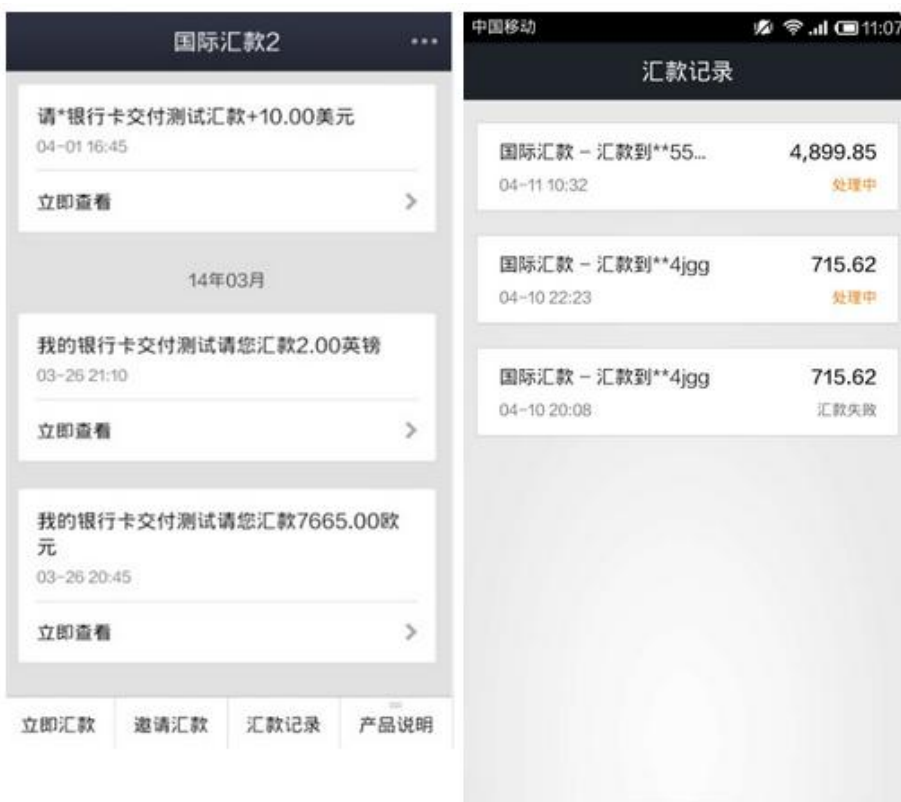 国际汇款2
请*银行卡交付测试汇款+10.00美元
04-01 16:45
立即查看
14年03月
我的银行卡交付测试请您汇款2.00英镑
03-26 21:10
立即查看
我的银行卡交付测试请您汇款7665.00欧
元
03-26 20:45
立即查看
立即汇款 邀请汇款 汇款记录 产品说明
中国移动 11:07
汇款记录
国际汇款 - 汇款到**55... 4,899.85
04-11 10:32 处理中
国际汇款 - 汇款到**4jgg 715.62
04-10 22:23 处理中
国际汇款 - 汇款到**4jgg 715.62
04-10 20:08 汇款失败